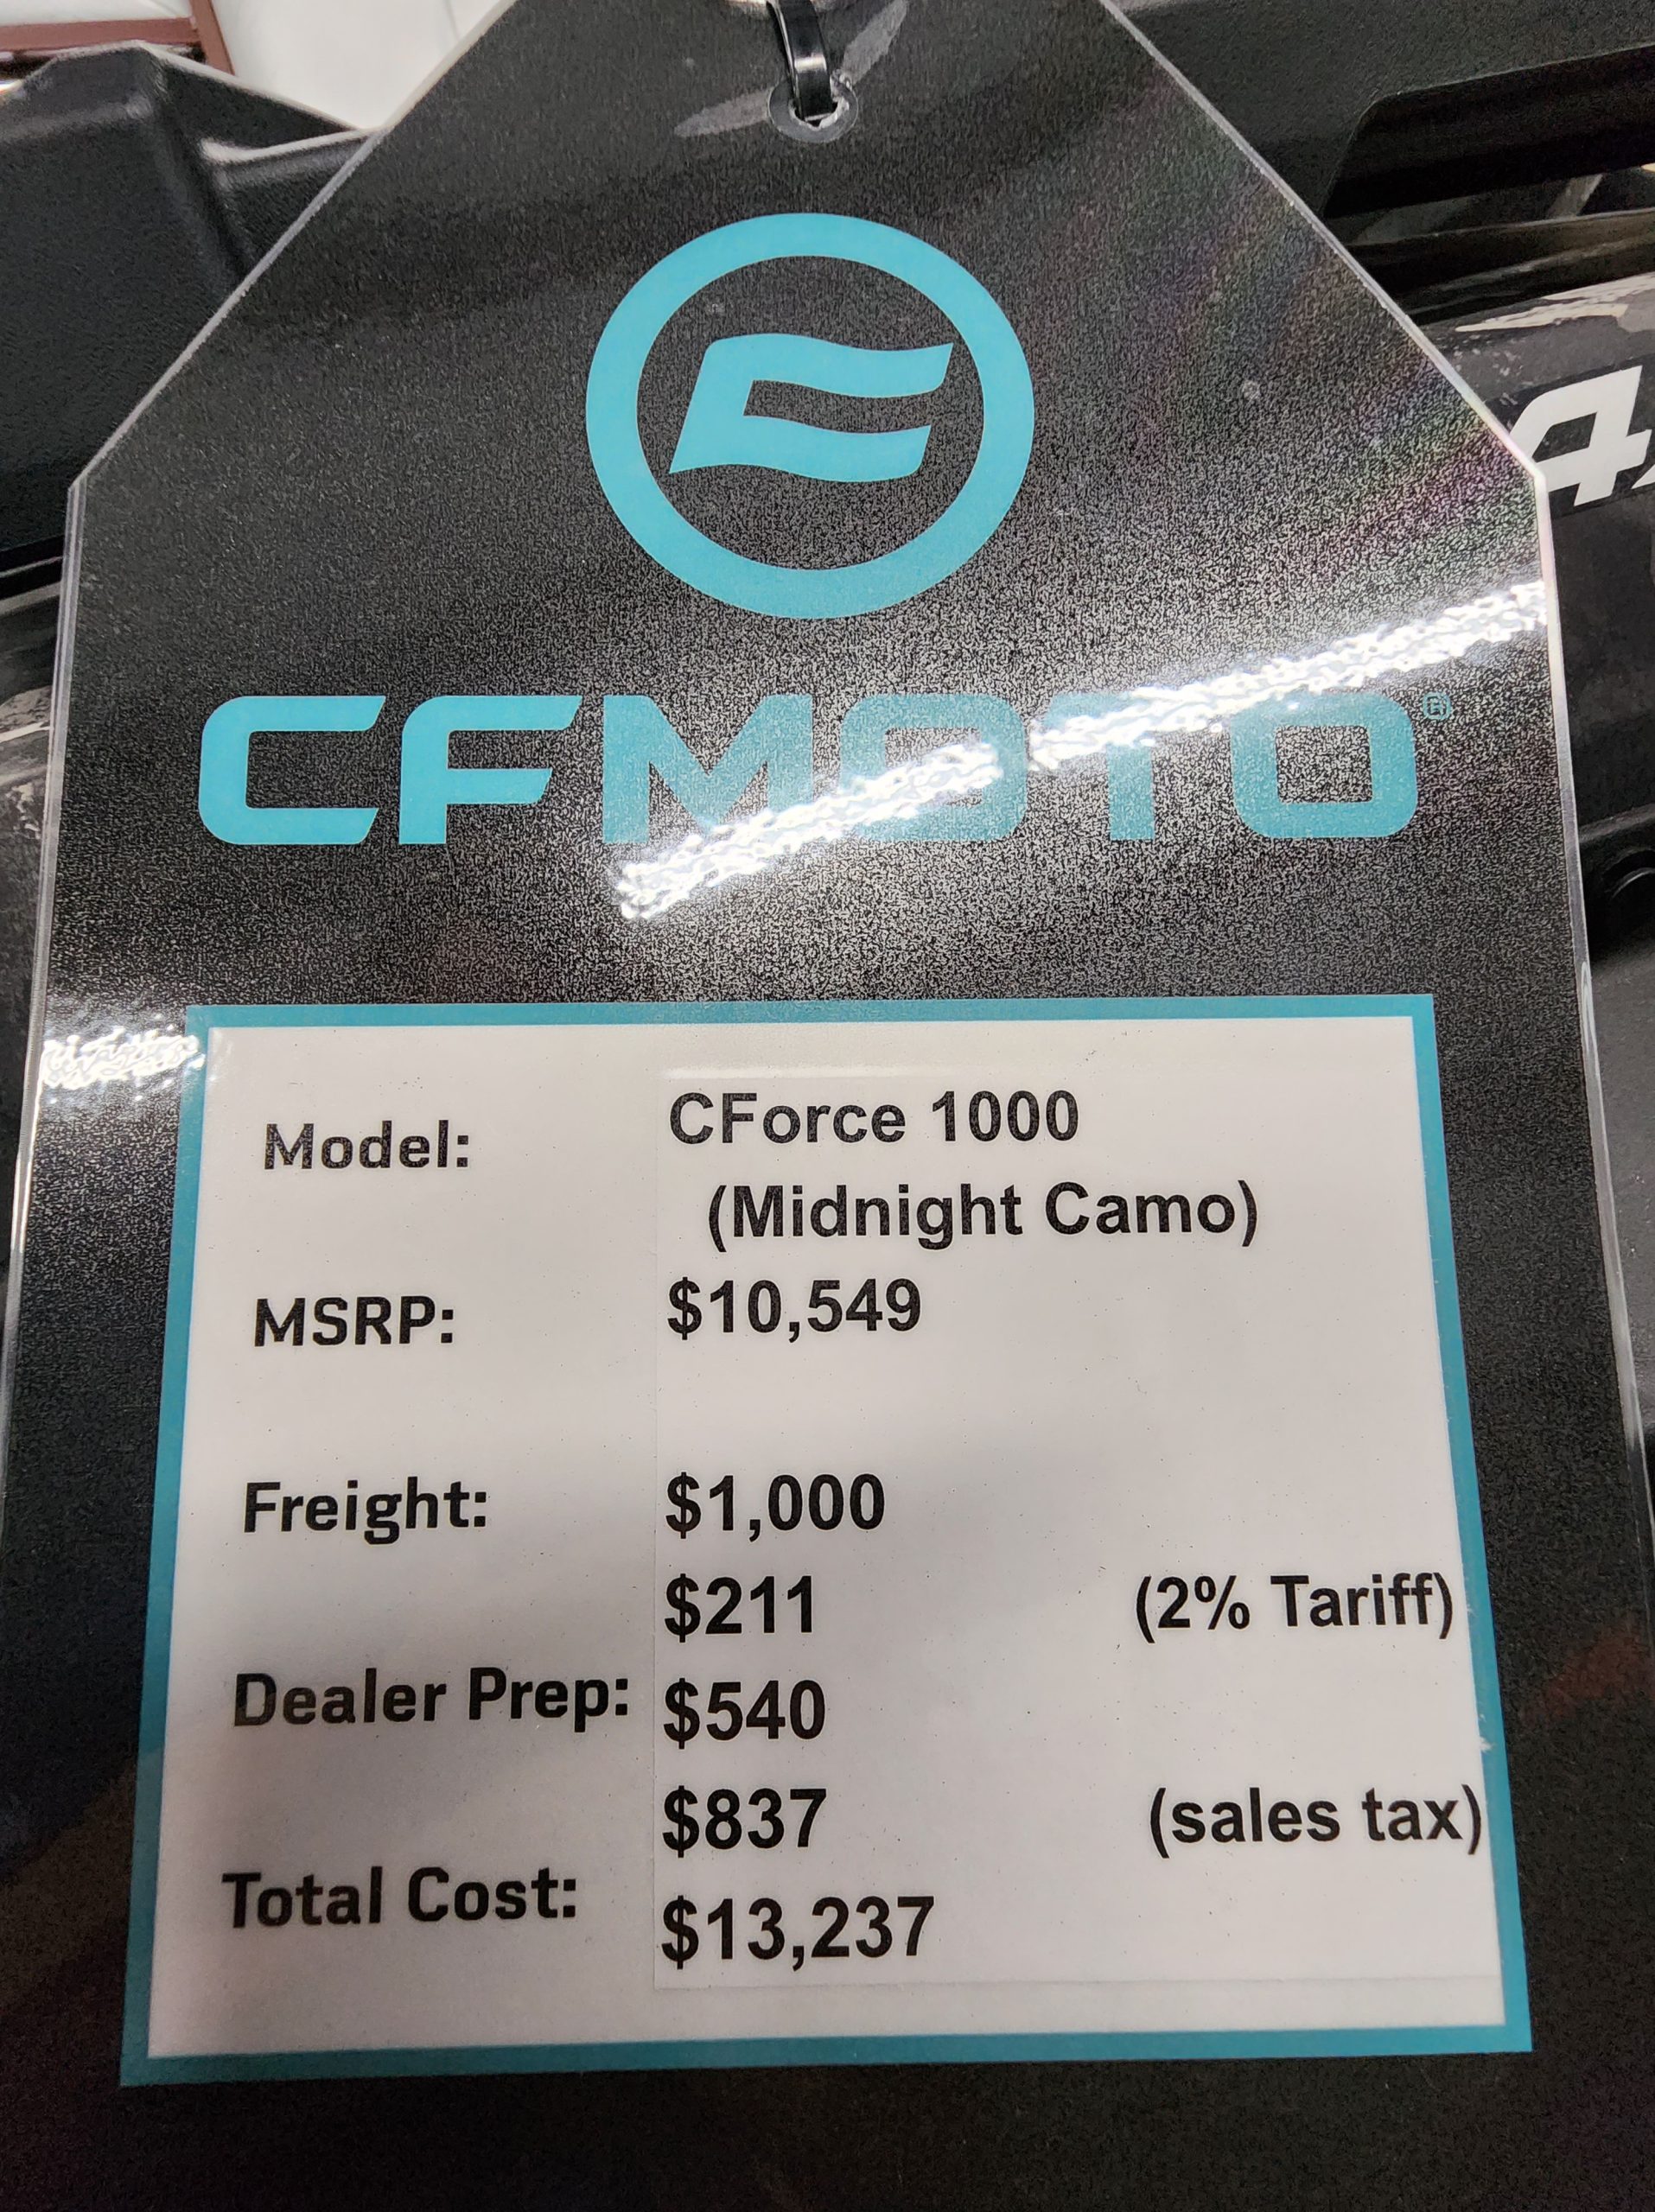 CFMOTO®
Model: CForce 1000
(Midnight Camo)
MSRP: $10,549
Freight: $1,000
$211 (2% Tariff)
Dealer Prep: $540
$837 (sales tax)
Total Cost: $13,237